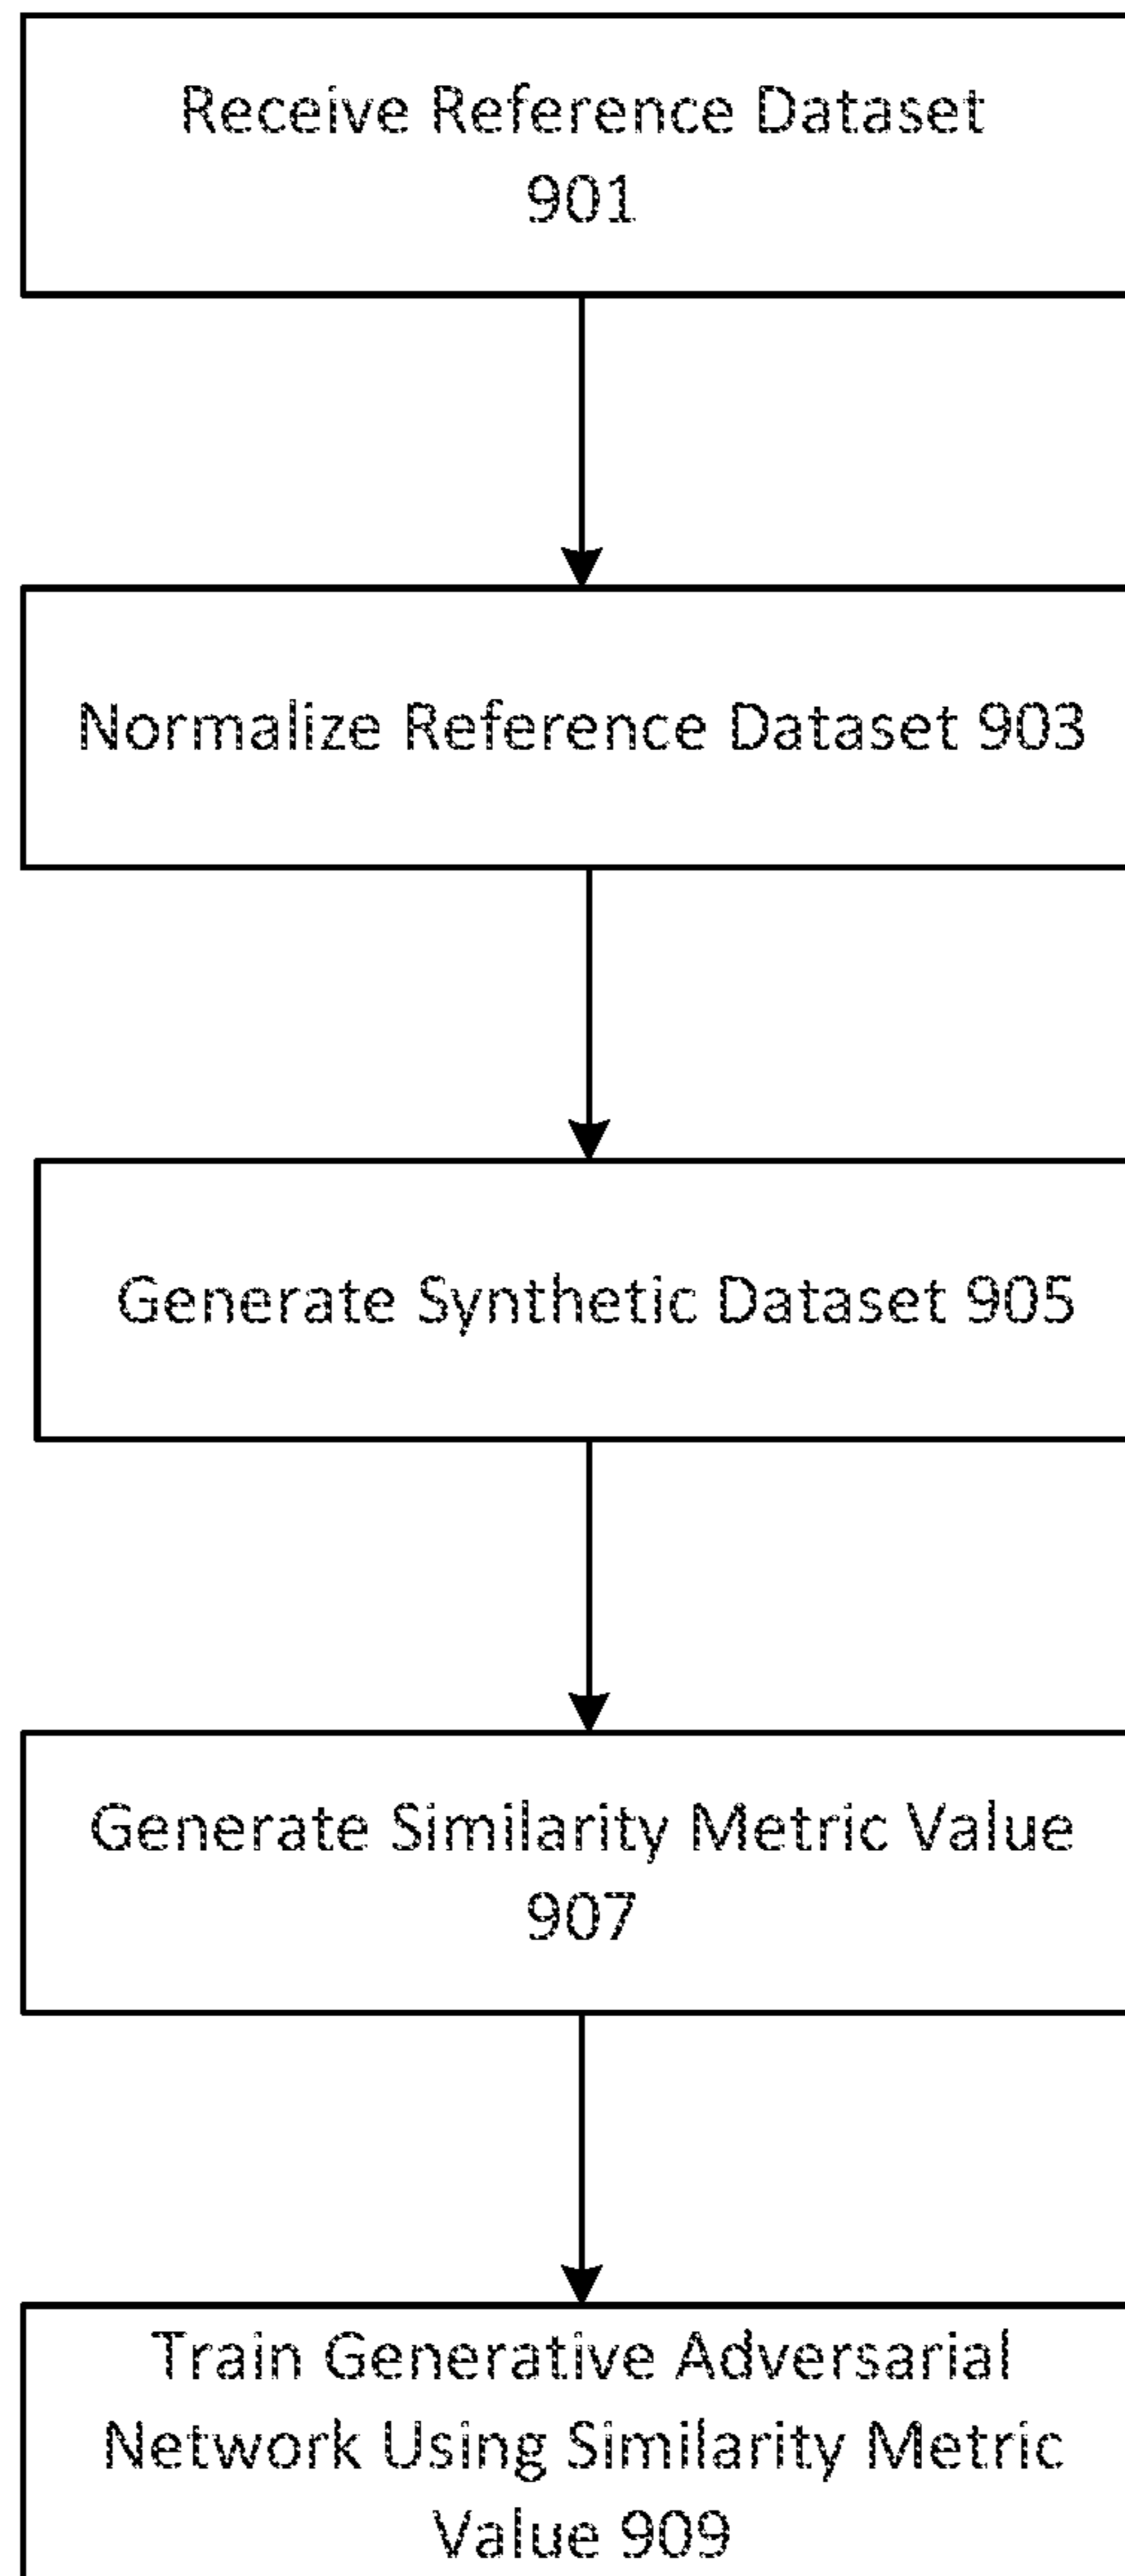 Receive Reference Dataset
901
Normalize Reference Dataset 903
Generate Synthetic Dataset 905
Generate Similarity Metric Value
907
Train Generative Adversarial
Network Using Similarity Metric
Value 909